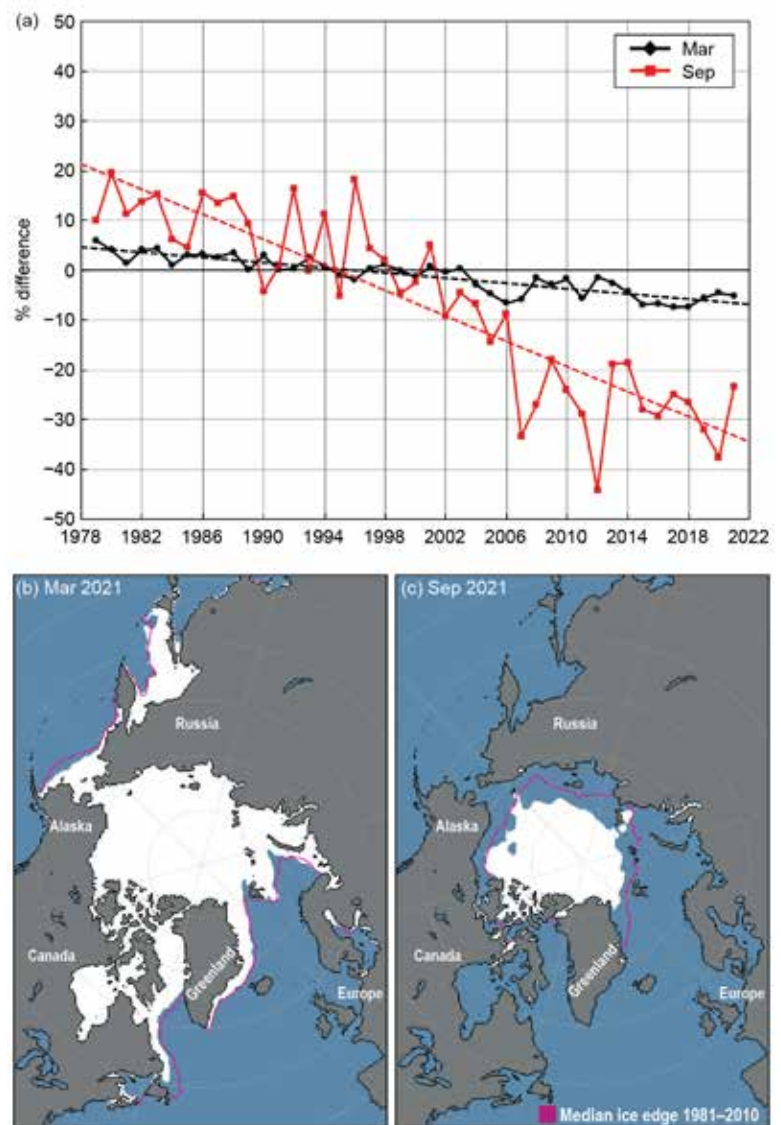 (a)
Mar
Sep
50
40
30
20
10
0
−10
−20
−30
−40
−50
% difference
1978 1982 1986 1990 1994 1998 2002 2006 2010 2014 2018 2022
(b) Mar 2021
Russia
Alaska
Canada
Greenland
Europe
(c) Sep 2021
Russia
Alaska
Canada
Greenland
Europe
Median ice edge 1981–2010